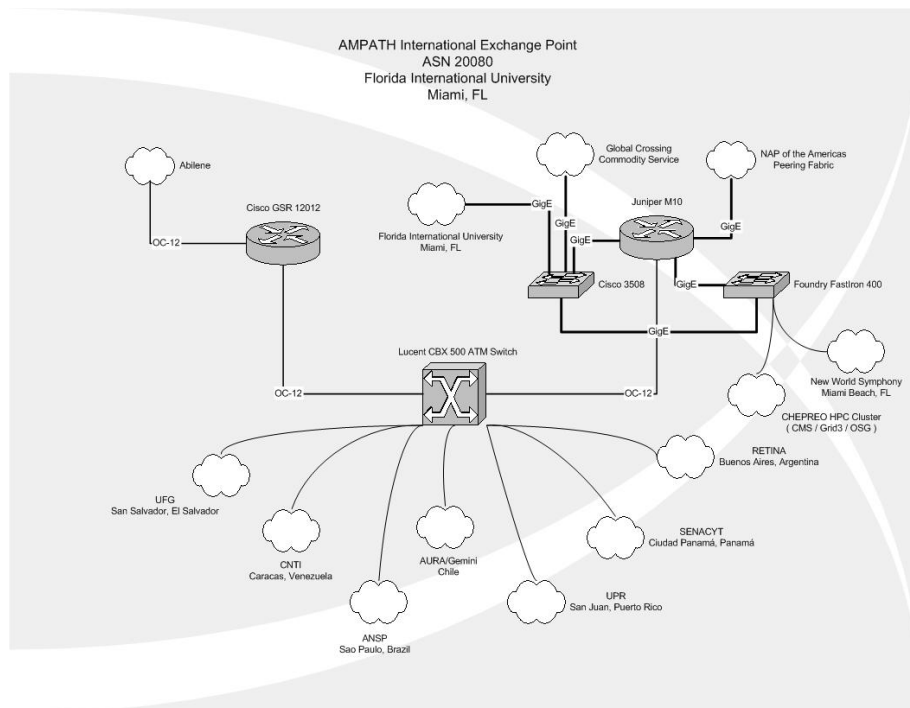 AMPATH International Exchange Point
ASN 20080
Florida International University
Miami, FL
Abilene
Global Crossing
Commodity Service
NAP of the Americas
Peering Fabric
Cisco GSR 12012
Juniper M10
GigE
GigE
GigE
GigE
Florida International University
Miami, FL
OC-12
Cisco 3508
GigE
Foundry FastIron 400
GigE
Lucent CBX 500 ATM Switch
New World Symphony
Miami Beach, FL
OC-12
OC-12
CHEPREO HPC Cluster
( CMS / Grid3 / OSG )
RETINA
Buenos Aires, Argentina
UFG
San Salvador, El Salvador
SENACYT
Ciudad Panamá, Panamá
CNTI
Caracas, Venezuela
AURA/Gemini
Chile
UPR
San Juan, Puerto Rico
ANSP
Sao Paulo, Brazil